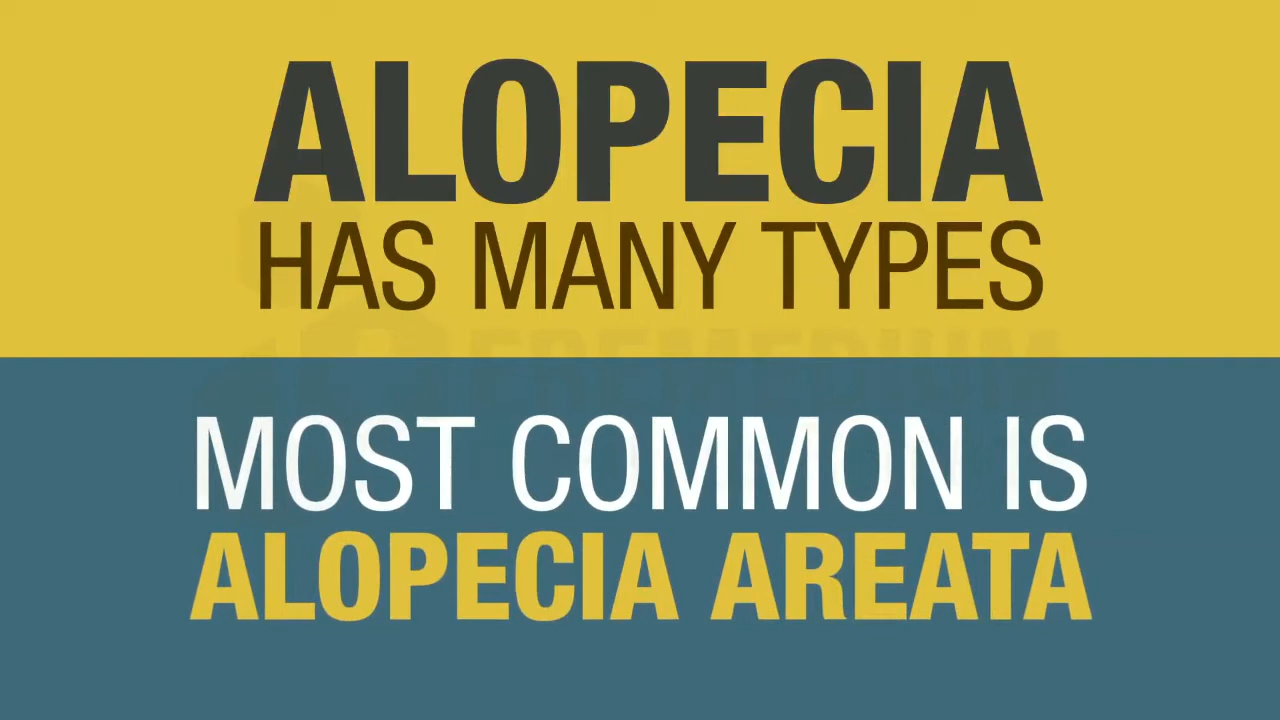 ALOPECIA
HAS MANY TYPES
MOST COMMON IS
ALOPECIA AREATA